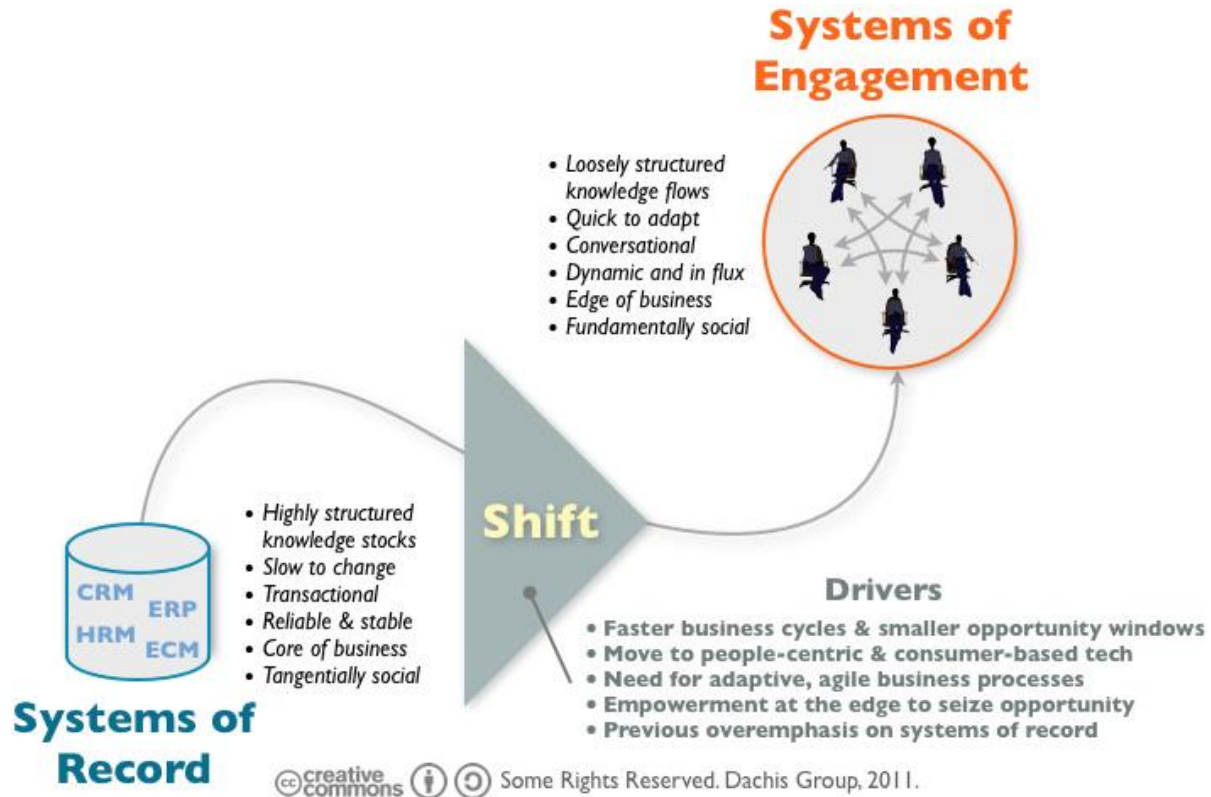 Systems of
Engagement
• Loosely structured
knowledge flows
• Quick to adapt
• Conversational
• Dynamic and in flux
• Edge of business
• Fundamentally social
Shift
• Highly structured
knowledge stocks
• Slow to change
• Transactional
• Reliable & stable
• Core of business
• Tangentially social
CRM
ERP
HRM
ECM
Systems of
Record
Drivers
• Faster business cycles & smaller opportunity windows
• Move to people-centric & consumer-based tech
• Need for adaptive, agile business processes
• Empowerment at the edge to seize opportunity
• Previous overemphasis on systems of record
cc creative
commons
Some Rights Reserved. Dachis Group, 2011.